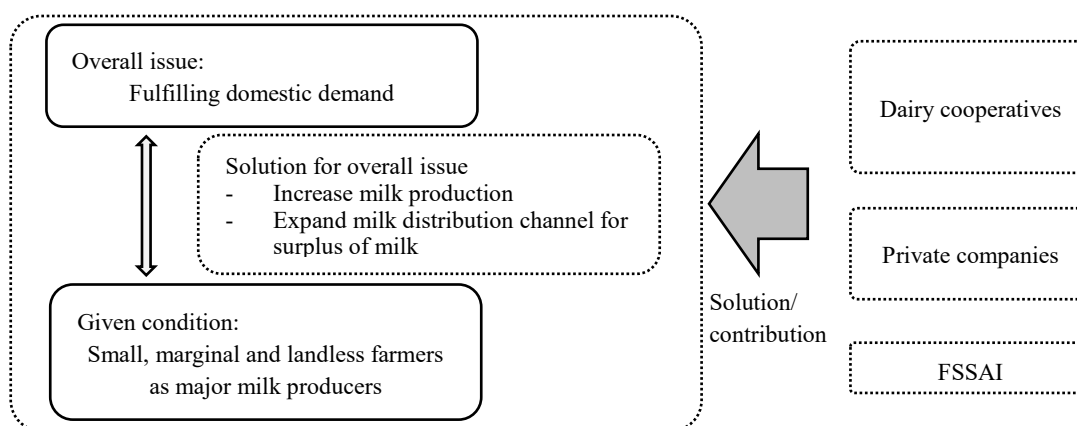 Overall issue:
Fulfilling domestic demand
Solution for overall issue
- Increase milk production
- Expand milk distribution channel for
surplus of milk
Given condition:
Small, marginal and landless farmers
as major milk producers
Solution/
contribution
Dairy cooperatives
Private companies
FSSAI